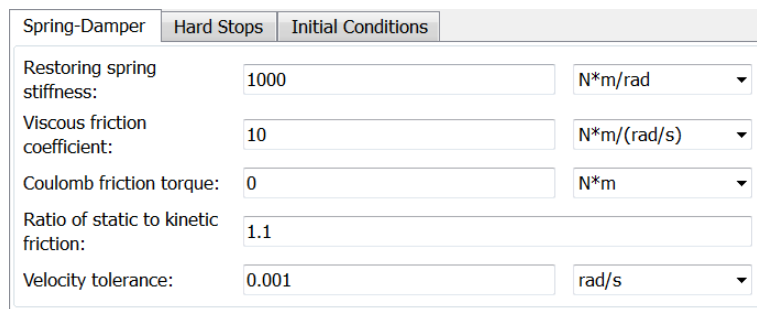 Spring-Damper Hard Stops Initial Conditions
Restoring spring
stiffness: 1000 N*m/rad
Viscous friction
coefficient: 10 N*m/(rad/s)
Coulomb friction torque: 0 N*m
Ratio of static to kinetic
friction: 1.1
Velocity tolerance: 0.001 rad/s